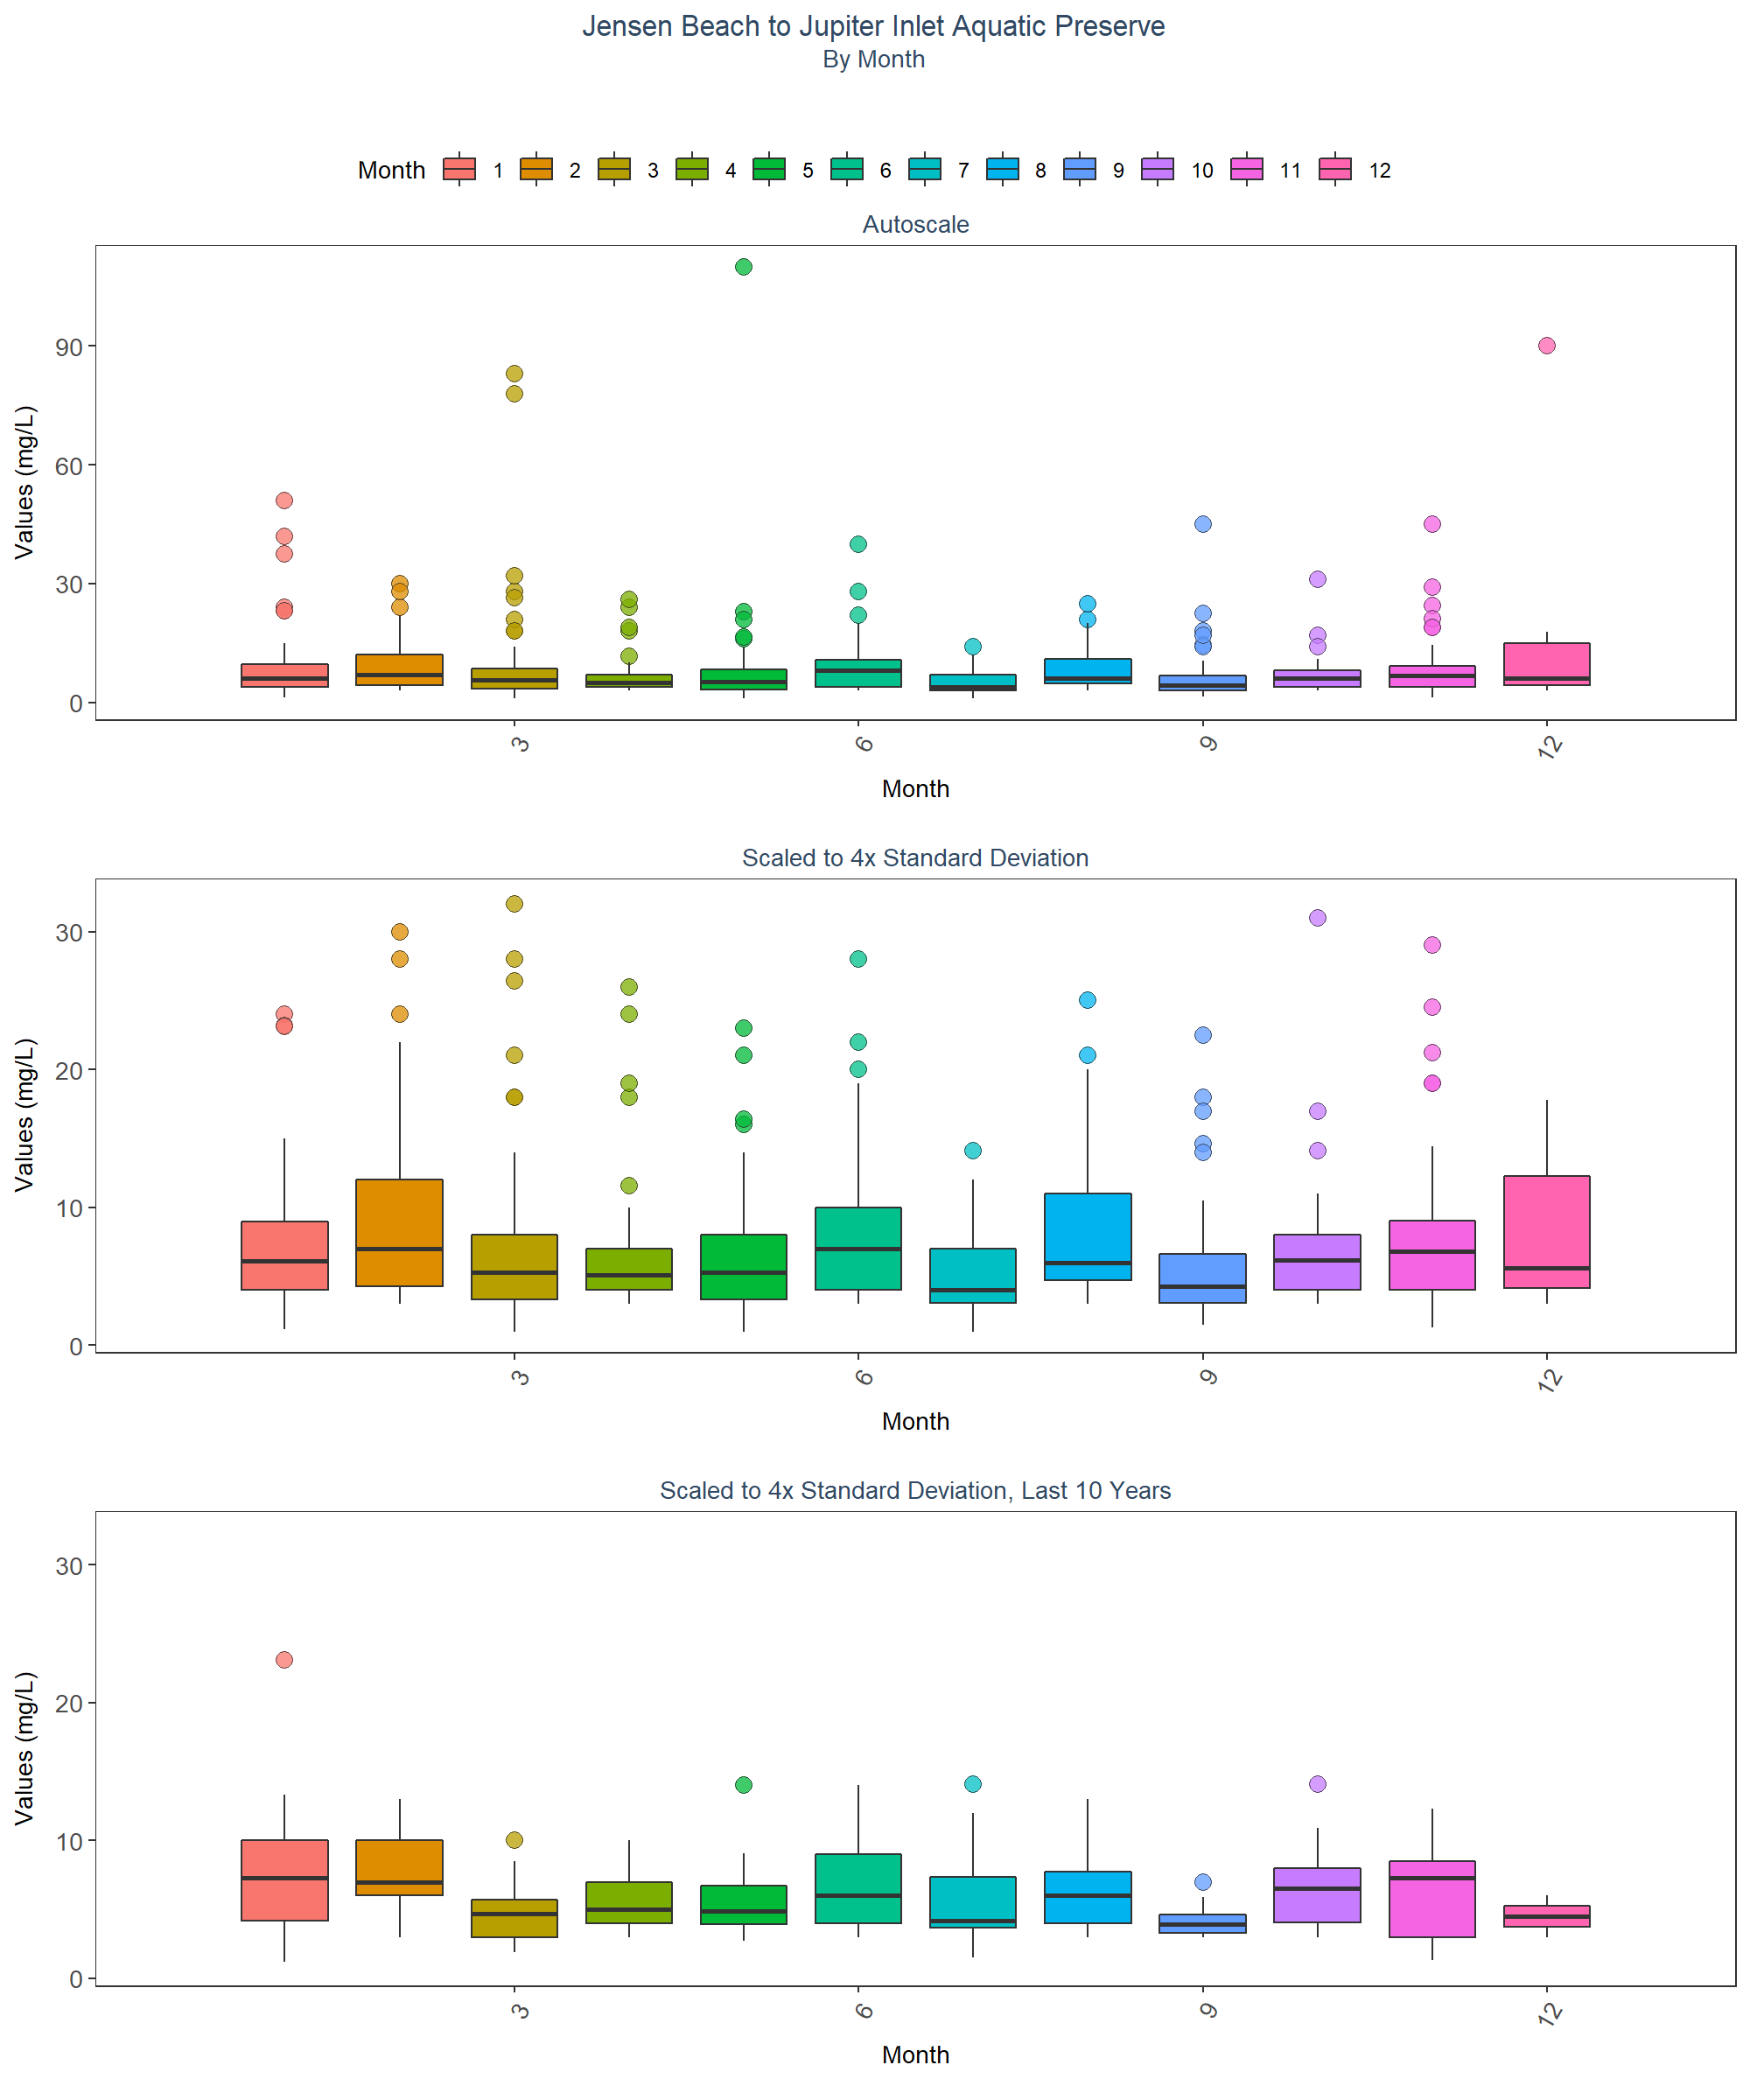 Jensen Beach to Jupiter Inlet Aquatic Preserve
By Month
Month 1 2 3 4 5 6 7 8 9 10 11 12
Autoscale
Values (mg/L)
90
60
30
0
3 6 9 12
Month
Scaled to 4x Standard Deviation
Values (mg/L)
30
20
10
0
3 6 9 12
Month
Scaled to 4x Standard Deviation, Last 10 Years
Values (mg/L)
30
20
10
0
3 6 9 12
Month